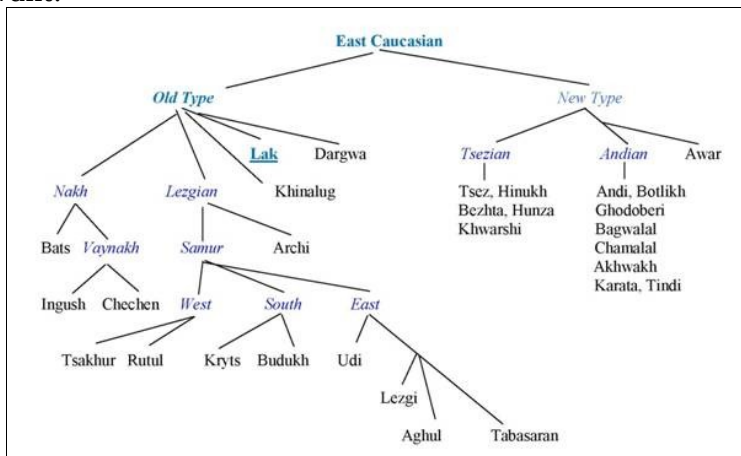 East Caucasian
Old Type New Type
Lak Dargwa Tsezian Andian Awar
Nakh Lezgian Khinalug Tsez, Hinukh Andi, Botlikh
Bezhta, Hunza Ghodoberi
Khwarshi Bagwalal
Bats Vaynakh Samur Archi Chamalal
Akhwakh
Karata, Tindi
Ingush Chechen West South East
Tsakhur Rutul Kryts Budukh Udi
Lezgi
Aghul Tabasaran